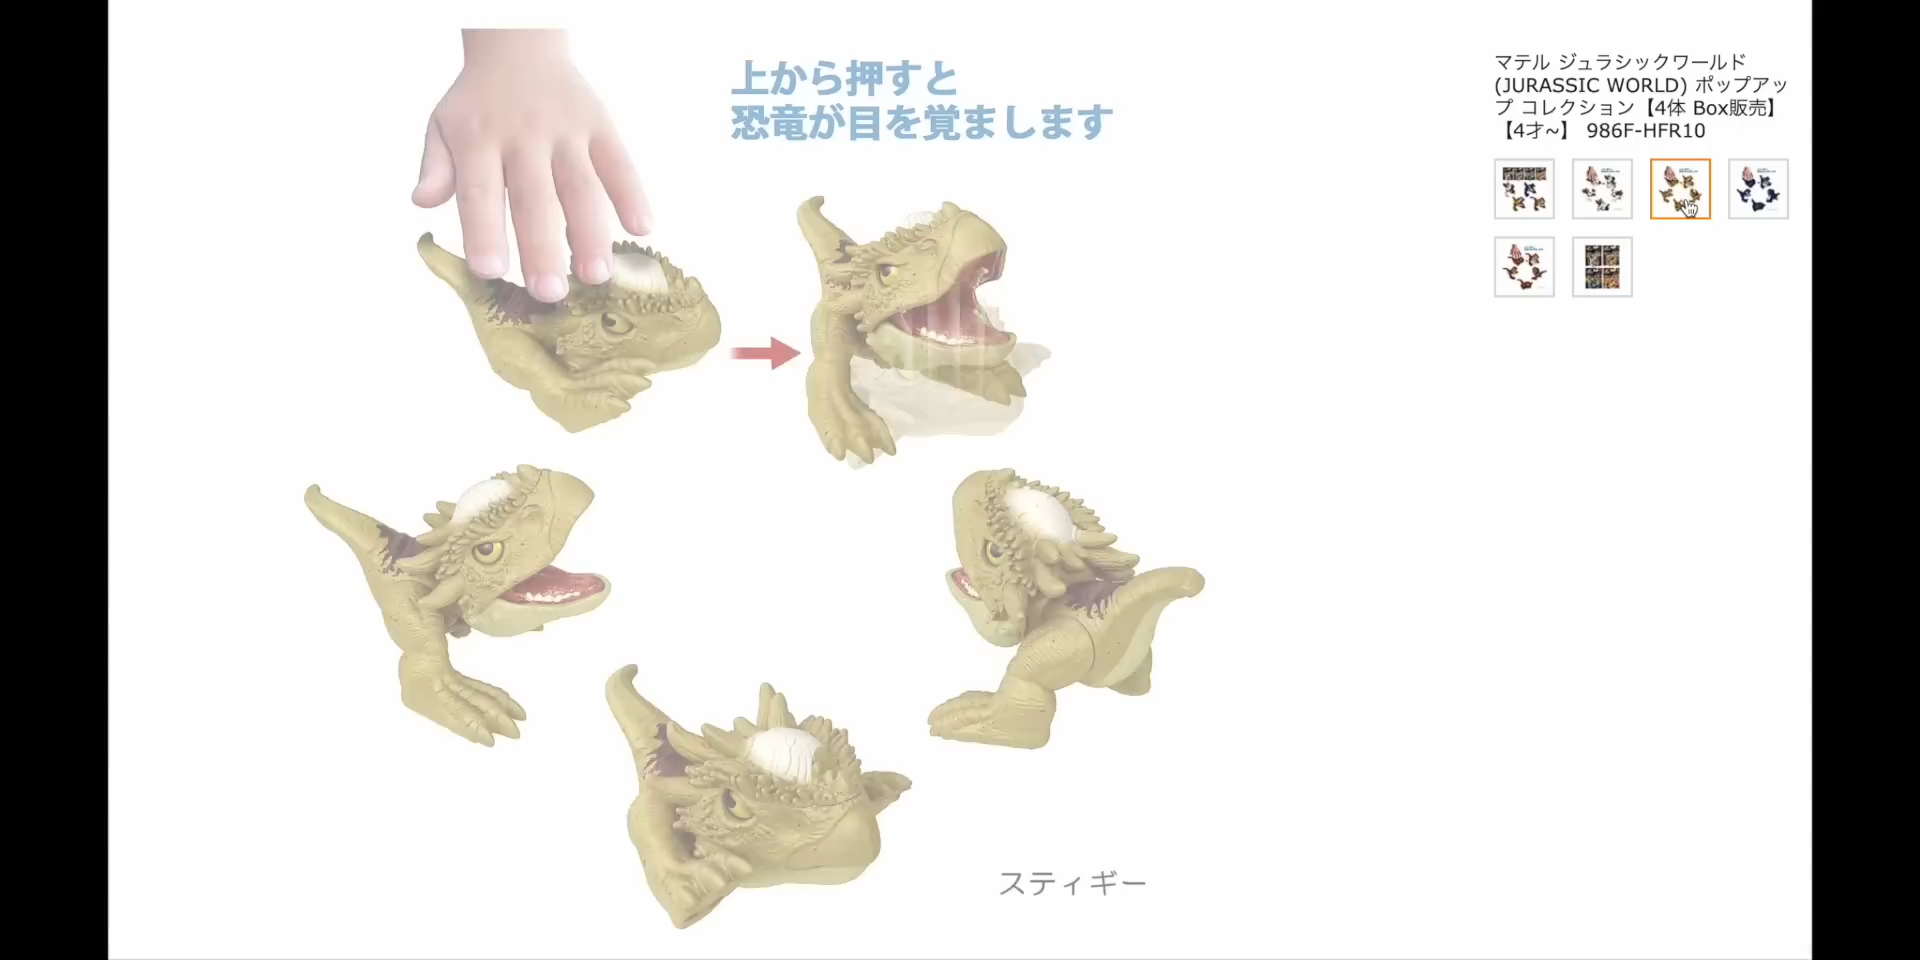 上から押すと
恐竜が目を覚まします
マテル ジュラシックワールド
(JURASSIC WORLD) ポップアッ
プ コレクション【4体 Box販売】
【4才~】 986F-HFR10
スティギー